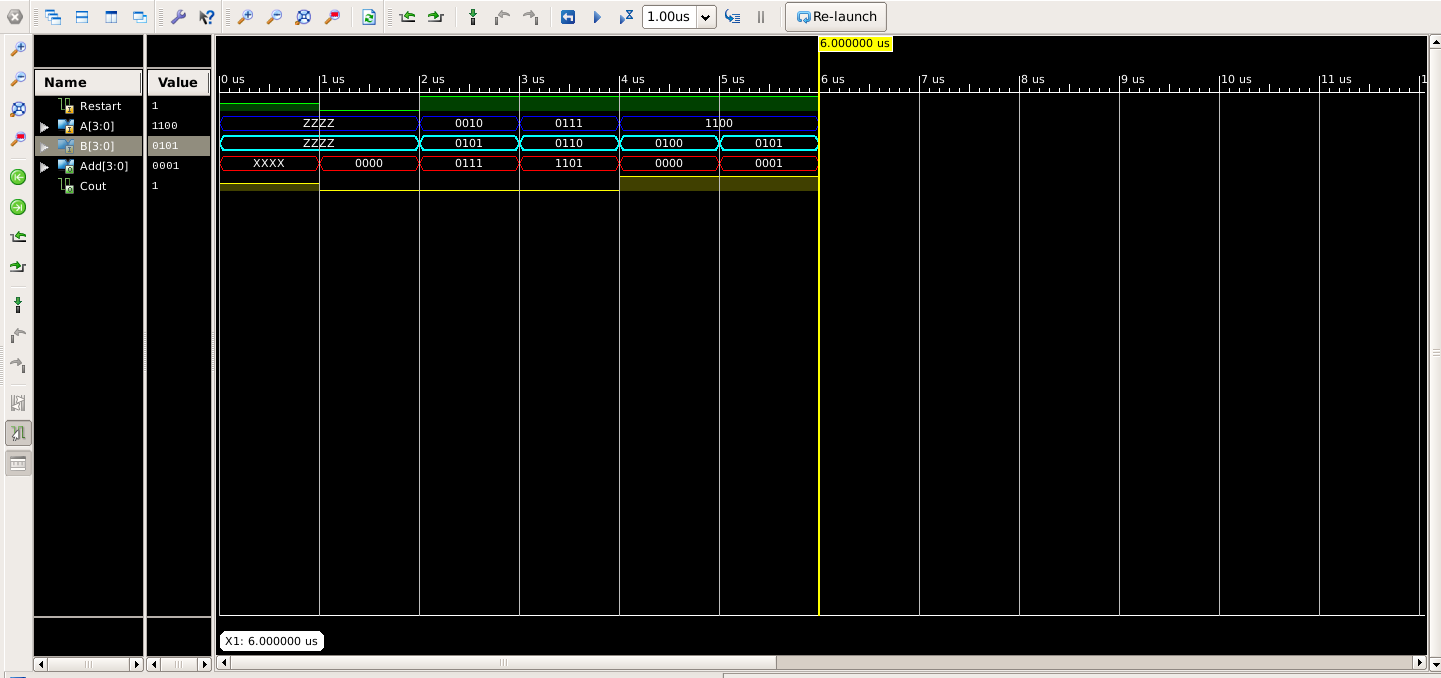 1.00us Re-launch
6.000000 us
Name Value
0 us 1 us 2 us 3 us 4 us 5 us 6 us 7 us 8 us 9 us 10 us 11 us 1
Restart 1
A[3:0] 1100 ZZZZ 0010 0111 1100
B[3:0] 0101 ZZZZ 0101 0110 0100 0101
Add[3:0] 0001 XXXX 0000 0111 1101 0000 0001
Cout 1
X1: 6.000000 us